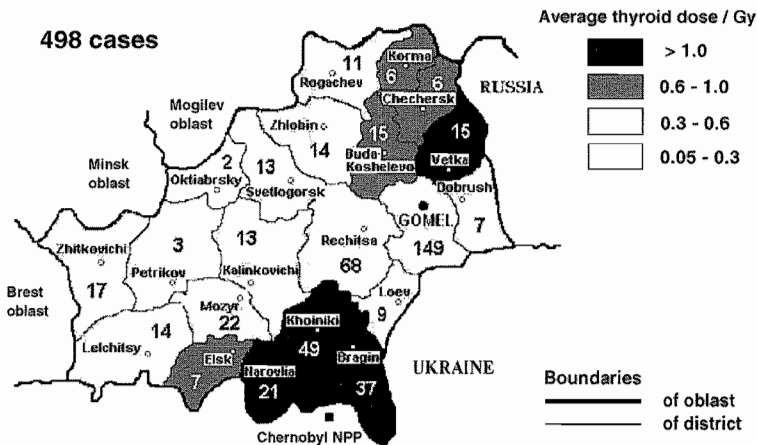 498 cases
Average thyroid dose / Gy
> 1.0
0.6 - 1.0
0.3 - 0.6
0.05 - 0.3
RUSSIA
Mogilev
oblast
Minsk
oblast
Brest
oblast
UKRAINE
11
Rogachev
Korma
6
6
Chechersk
Zhlobin
14
15
Buda-
Koshelevo
15
Vetka
2
Oktiabrsky
13
Svetlogorsk
Dobrush
7
GOMEL
149
Zhitkovichi
17
3
Petrikov
13
Kalinkovichi
Rechitsa
68
Loev
9
Mozyr
22
14
Lelchitsy
Elsk
7
Khoiniki
49
Narovlia
21
Bragin
37
Chernobyl NPP
Boundaries
of oblast
of district